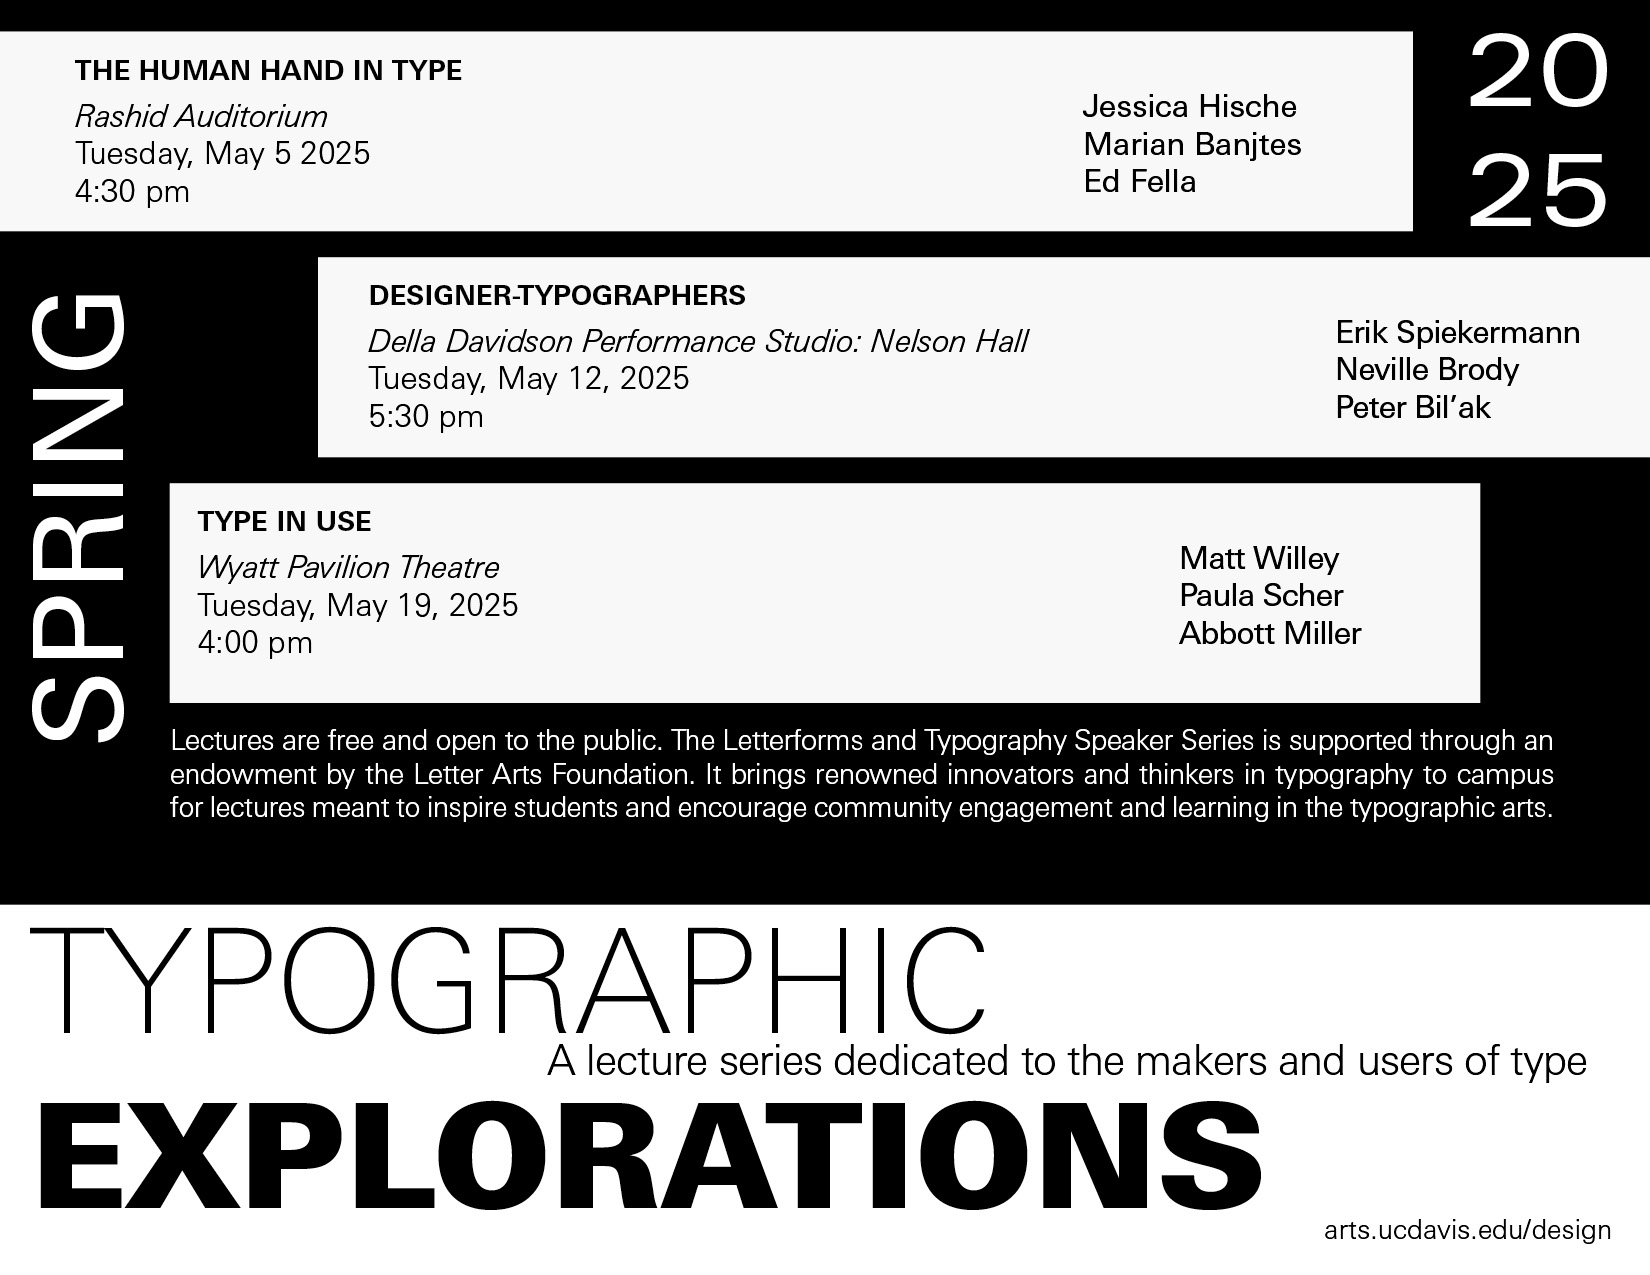 20
25
THE HUMAN HAND IN TYPE
Rashid Auditorium
Tuesday, May 5 2025
4:30 pm
Jessica Hische
Marian Banjtes
Ed Fella
SPRING
DESIGNER-TYPOGRAPHERS
Della Davidson Performance Studio: Nelson Hall
Tuesday, May 12, 2025
5:30 pm
Erik Spiekermann
Neville Brody
Peter Bil’ak
TYPE IN USE
Wyatt Pavilion Theatre
Tuesday, May 19, 2025
4:00 pm
Matt Willey
Paula Scher
Abbott Miller
Lectures are free and open to the public. The Letterforms and Typography Speaker Series is supported through an
endowment by the Letter Arts Foundation. It brings renowned innovators and thinkers in typography to campus
for lectures meant to inspire students and encourage community engagement and learning in the typographic arts.
TYPOGRAPHIC
A lecture series dedicated to the makers and users of type
EXPLORATIONS
arts.ucdavis.edu/design